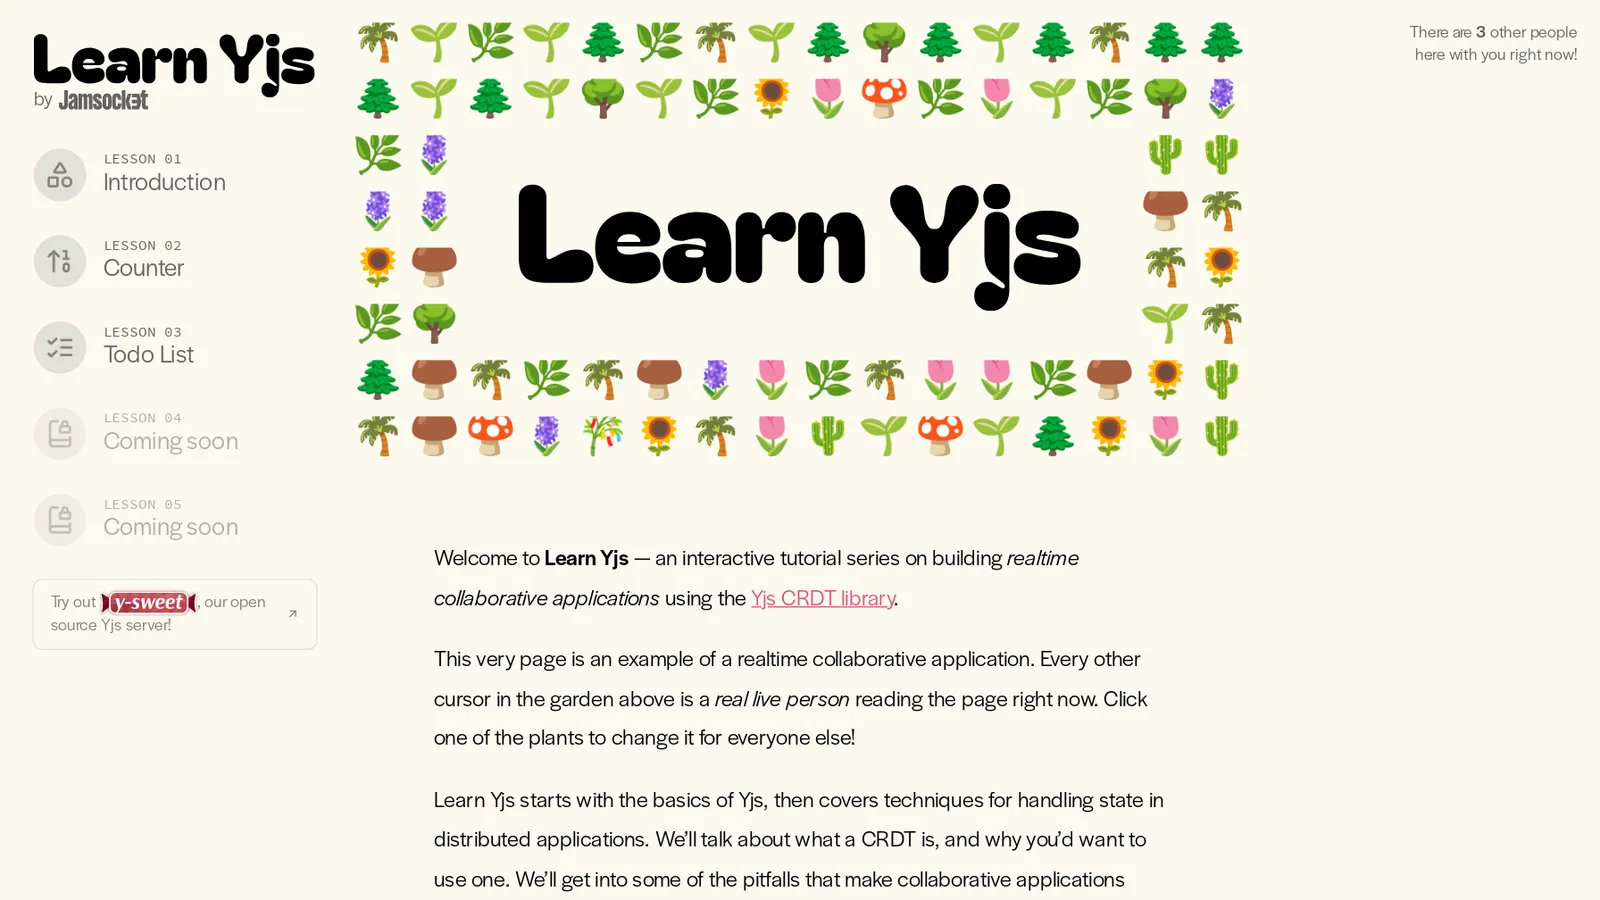 Learn Yjs
by Jamsocket
LESSON 01
Introduction
LESSON 02
Counter
LESSON 03
Todo List
LESSON 04
Coming soon
LESSON 05
Coming soon
Try out y-sweet, our open
source Yjs server!
Learn Yjs
There are 3 other people
here with you right now!
Welcome to Learn Yjs — an interactive tutorial series on building realtime
collaborative applications using the Yjs CRDT library.
This very page is an example of a realtime collaborative application. Every other
cursor in the garden above is a real live person reading the page right now. Click
one of the plants to change it for everyone else!
Learn Yjs starts with the basics of Yjs, then covers techniques for handling state in
distributed applications. We’ll talk about what a CRDT is, and why you’d want to
use one. We’ll get into some of the pitfalls that make collaborative applications